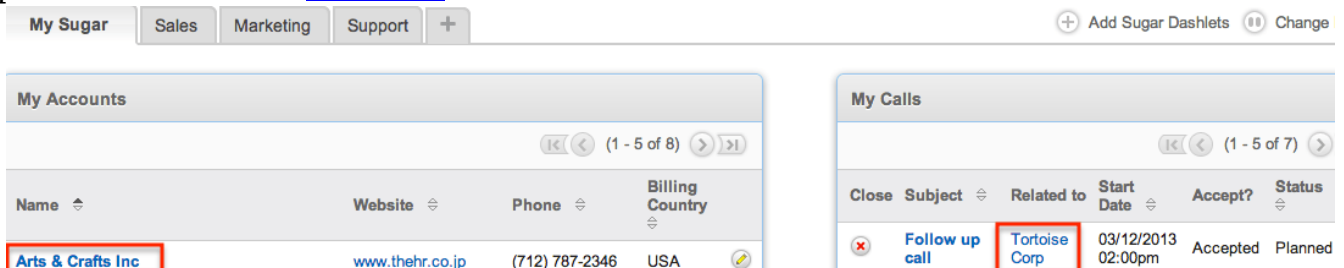 My Sugar Sales Marketing Support + Add Sugar Dashlets Change
My Accounts
(1 - 5 of 8)
Name Website Phone Billing Country
Arts & Crafts Inc www.thehr.co.jp (712) 787-2346 USA
My Calls
(1 - 5 of 7)
Close Subject Related to Start Date Accept? Status
Follow up call Tortoise Corp 03/12/2013 02:00pm Accepted Planned